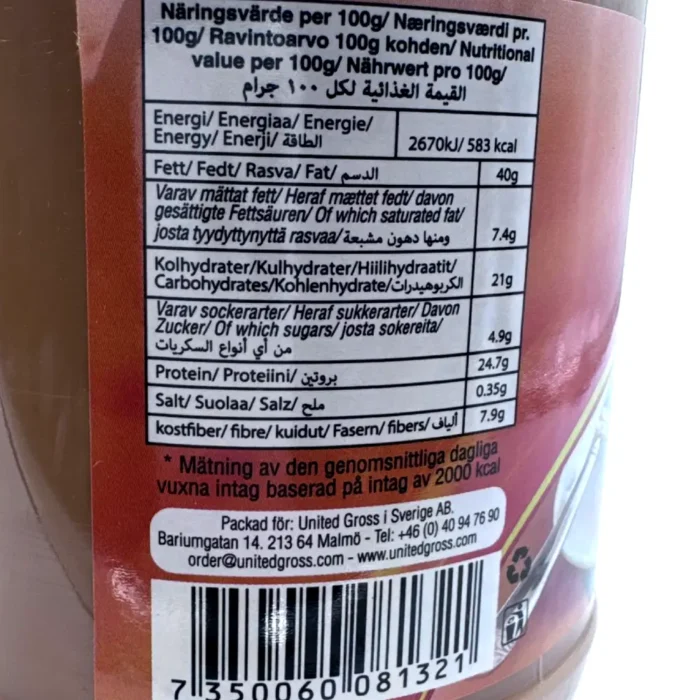 Näringsvärde per 100g/ Næringsværdi pr.
100g/ Ravintoarvo 100g kohden/ Nutritional
value per 100g/ Nährwert pro 100g/
القيمة الغذائية لكل ١٠٠ جرام
Energi/ Energiaa/ Energie/
Energy/ Enerji/ الطاقة
2670kJ/ 583 kcal
Fett/ Fedt/ Rasva/ Fat/ الدسم
40g
Varav mättat fett/ Heraf mættet fedt/ davon
gesättigte Fettsäuren/ Of which saturated fat/
josta tyydyttynyttä rasvaa/ ومنها دهون مشبعة
7.4g
Kolhydrater/Kulhydrater/Hiilihydraatit/
Carbohydrates/Kohlenhydrate/الكربوهيدرات
21g
Varav sockerarter/ Heraf sukkerarter/ Davon
Zucker/ Of which sugars/ josta sokereita/
من أي أنواع السكريات
4.9g
Protein/ Proteiini/ بروتين
24.7g
Salt/ Suolaa/ Salz/ ملح
0.35g
kostfiber/ fibre/ kuidut/ Fasern/ fibers/ ألياف
7.9g
* Mätning av den genomsnittliga dagliga
vuxna intag baserad på intag av 2000 kcal
Packad för: United Gross i Sverige AB.
Bariumgatan 14. 213 64 Malmö - Tel: +46 (0) 40 94 76 90
order@unitedgross.com - www.unitedgross.com
7 350060 081321